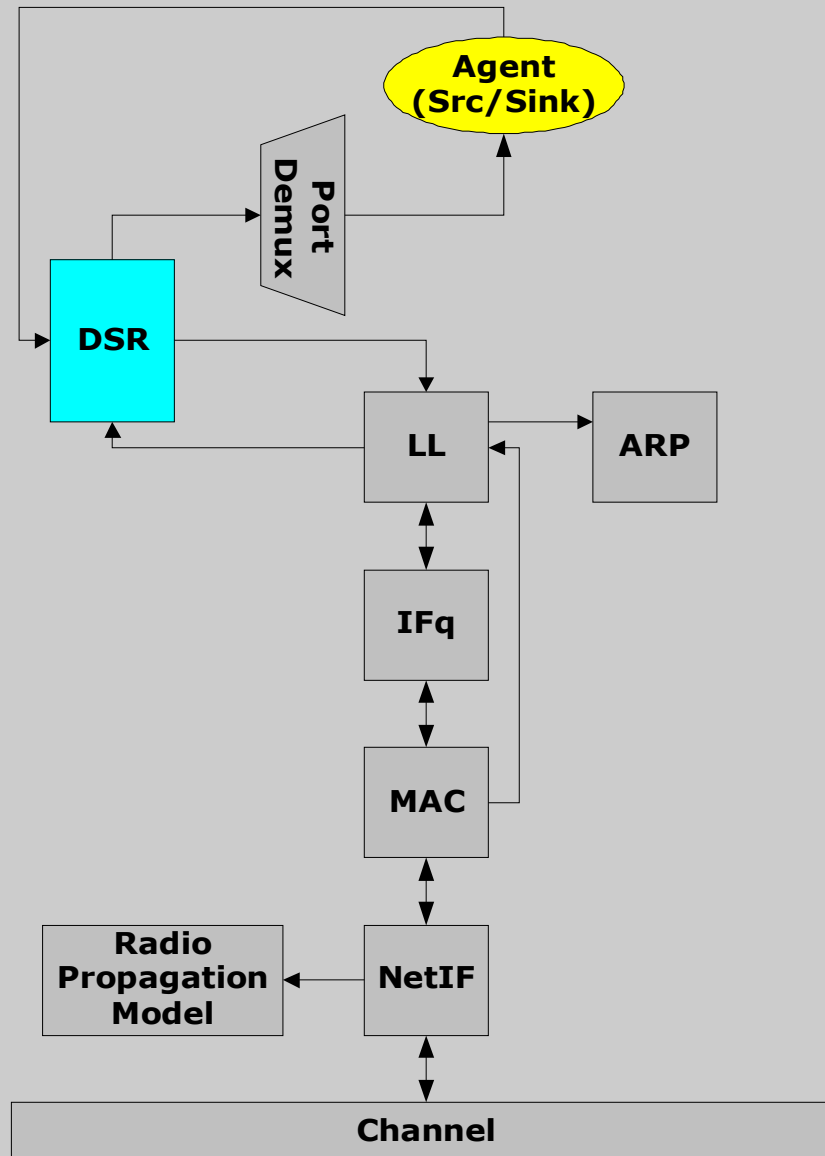 Agent
(Src/Sink)
Port
Demux
DSR
LL
ARP
IFq
MAC
Radio
Propagation
Model
NetIF
Channel